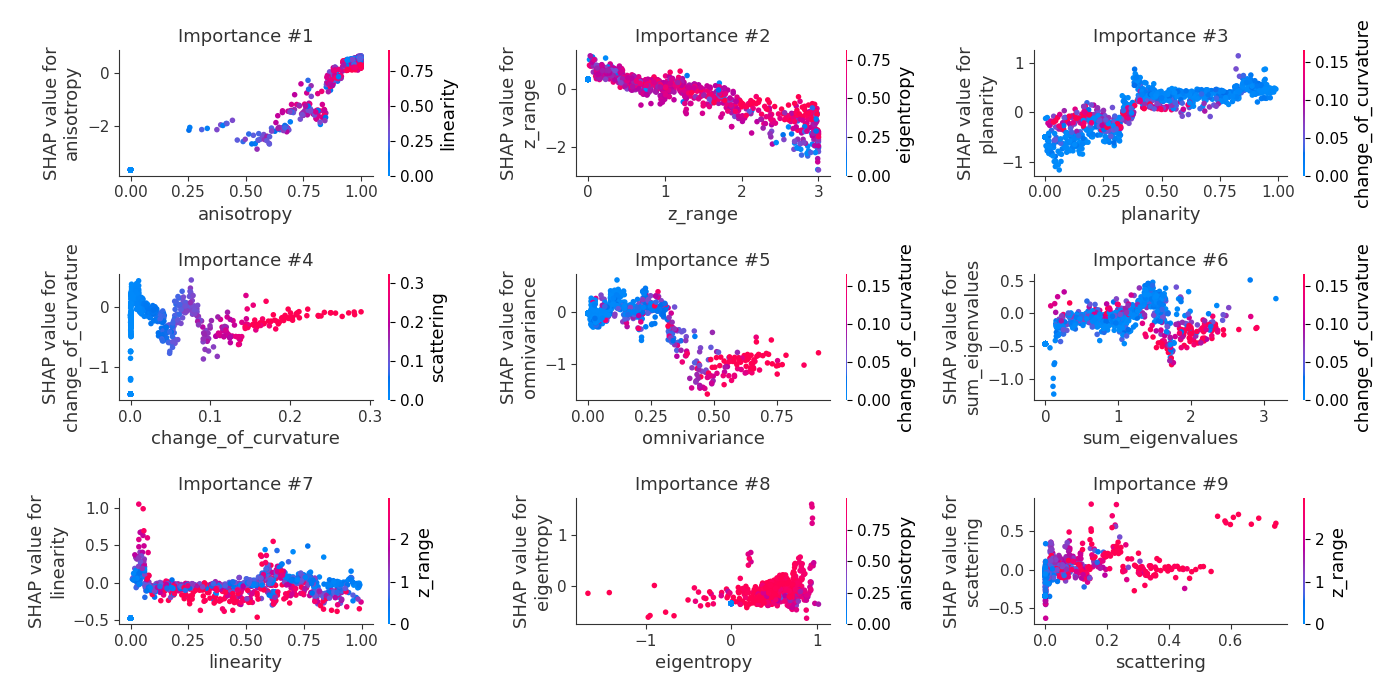 Importance #1
SHAP value for
anisotropy
0
−2
0.00
0.25
0.50
0.75
1.00
anisotropy
0.75
0.50
0.25
0.00
linearity
Importance #2
SHAP value for
z_range
0
−2
0
1
2
3
z_range
0.75
0.50
0.25
0.00
eigentropy
Importance #3
SHAP value for
planarity
1
0
−1
0.00
0.25
0.50
0.75
1.00
planarity
0.15
0.10
0.05
0.00
change_of_curvature
Importance #4
SHAP value for
change_of_curvature
0
−1
0.0
0.1
0.2
0.3
change_of_curvature
0.3
0.2
0.1
0.0
scattering
Importance #5
SHAP value for
omnivariance
0
−1
0.00
0.25
0.50
0.75
omnivariance
0.15
0.10
0.05
0.00
change_of_curvature
Importance #6
SHAP value for
sum_eigenvalues
0.5
0.0
−0.5
−1.0
0
1
2
3
sum_eigenvalues
0.15
0.10
0.05
0.00
change_of_curvature
Importance #7
SHAP value for
linearity
1.0
0.5
0.0
−0.5
0.00
0.25
0.50
0.75
1.00
linearity
2
1
0
z_range
Importance #8
SHAP value for
eigentropy
1
0
−1
0
1
eigentropy
0.75
0.50
0.25
0.00
anisotropy
Importance #9
SHAP value for
scattering
0.5
0.0
−0.5
0.0
0.2
0.4
0.6
scattering
2
1
0
z_range